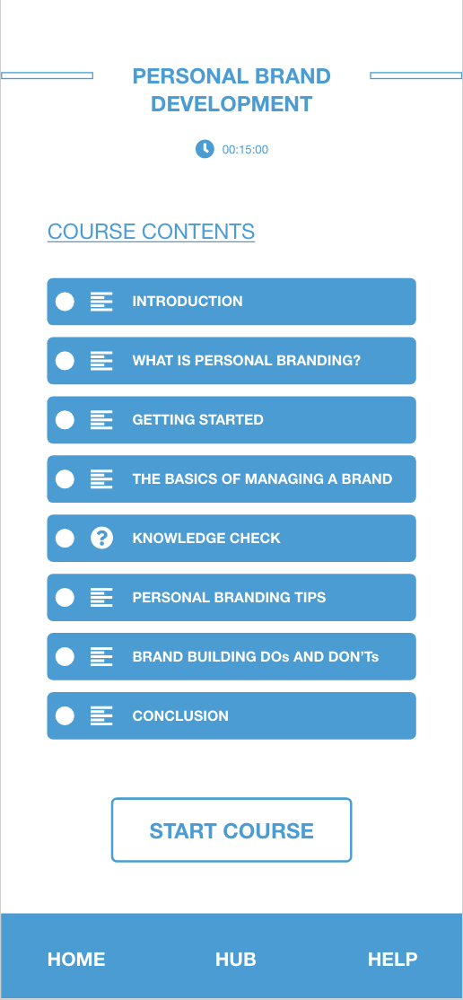 PERSONAL BRAND
DEVELOPMENT
00:15:00
COURSE CONTENTS
INTRODUCTION
WHAT IS PERSONAL BRANDING?
GETTING STARTED
THE BASICS OF MANAGING A BRAND
? KNOWLEDGE CHECK
PERSONAL BRANDING TIPS
BRAND BUILDING DOs AND DON’Ts
CONCLUSION
START COURSE
HOME HUB HELP